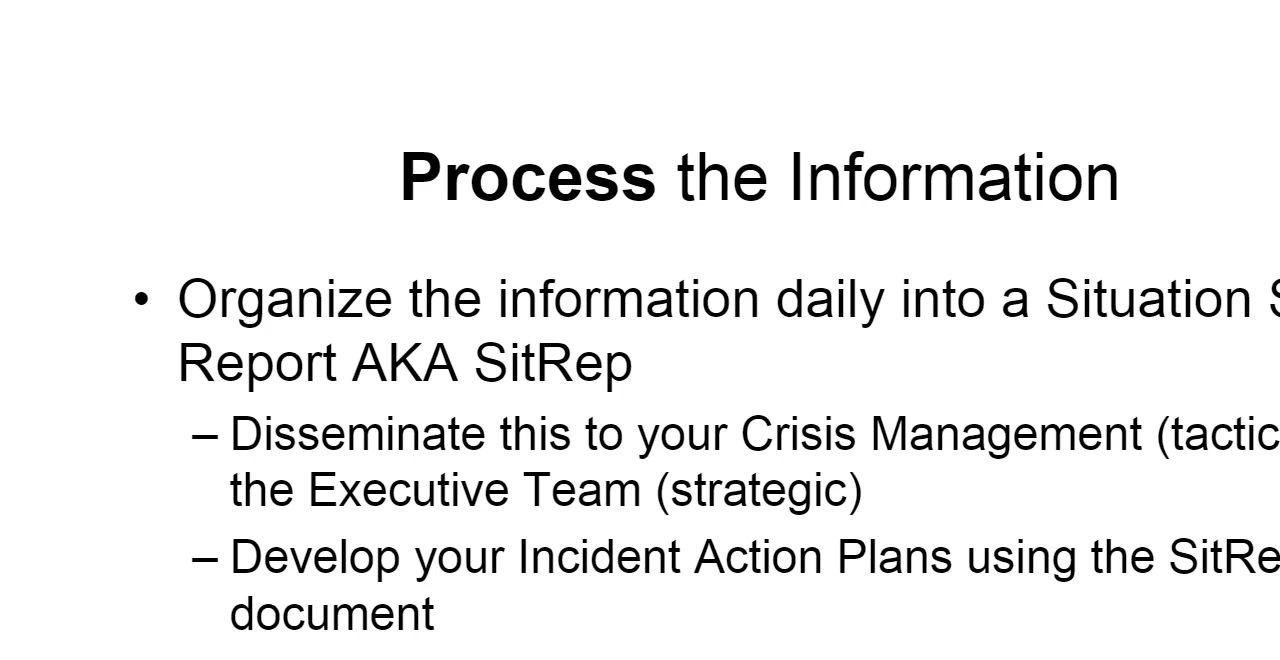 Process the Information
• Organize the information daily into a Situation
Report AKA SitRep
– Disseminate this to your Crisis Management
the Executive Team (strategic)
– Develop your Incident Action Plans using the
document